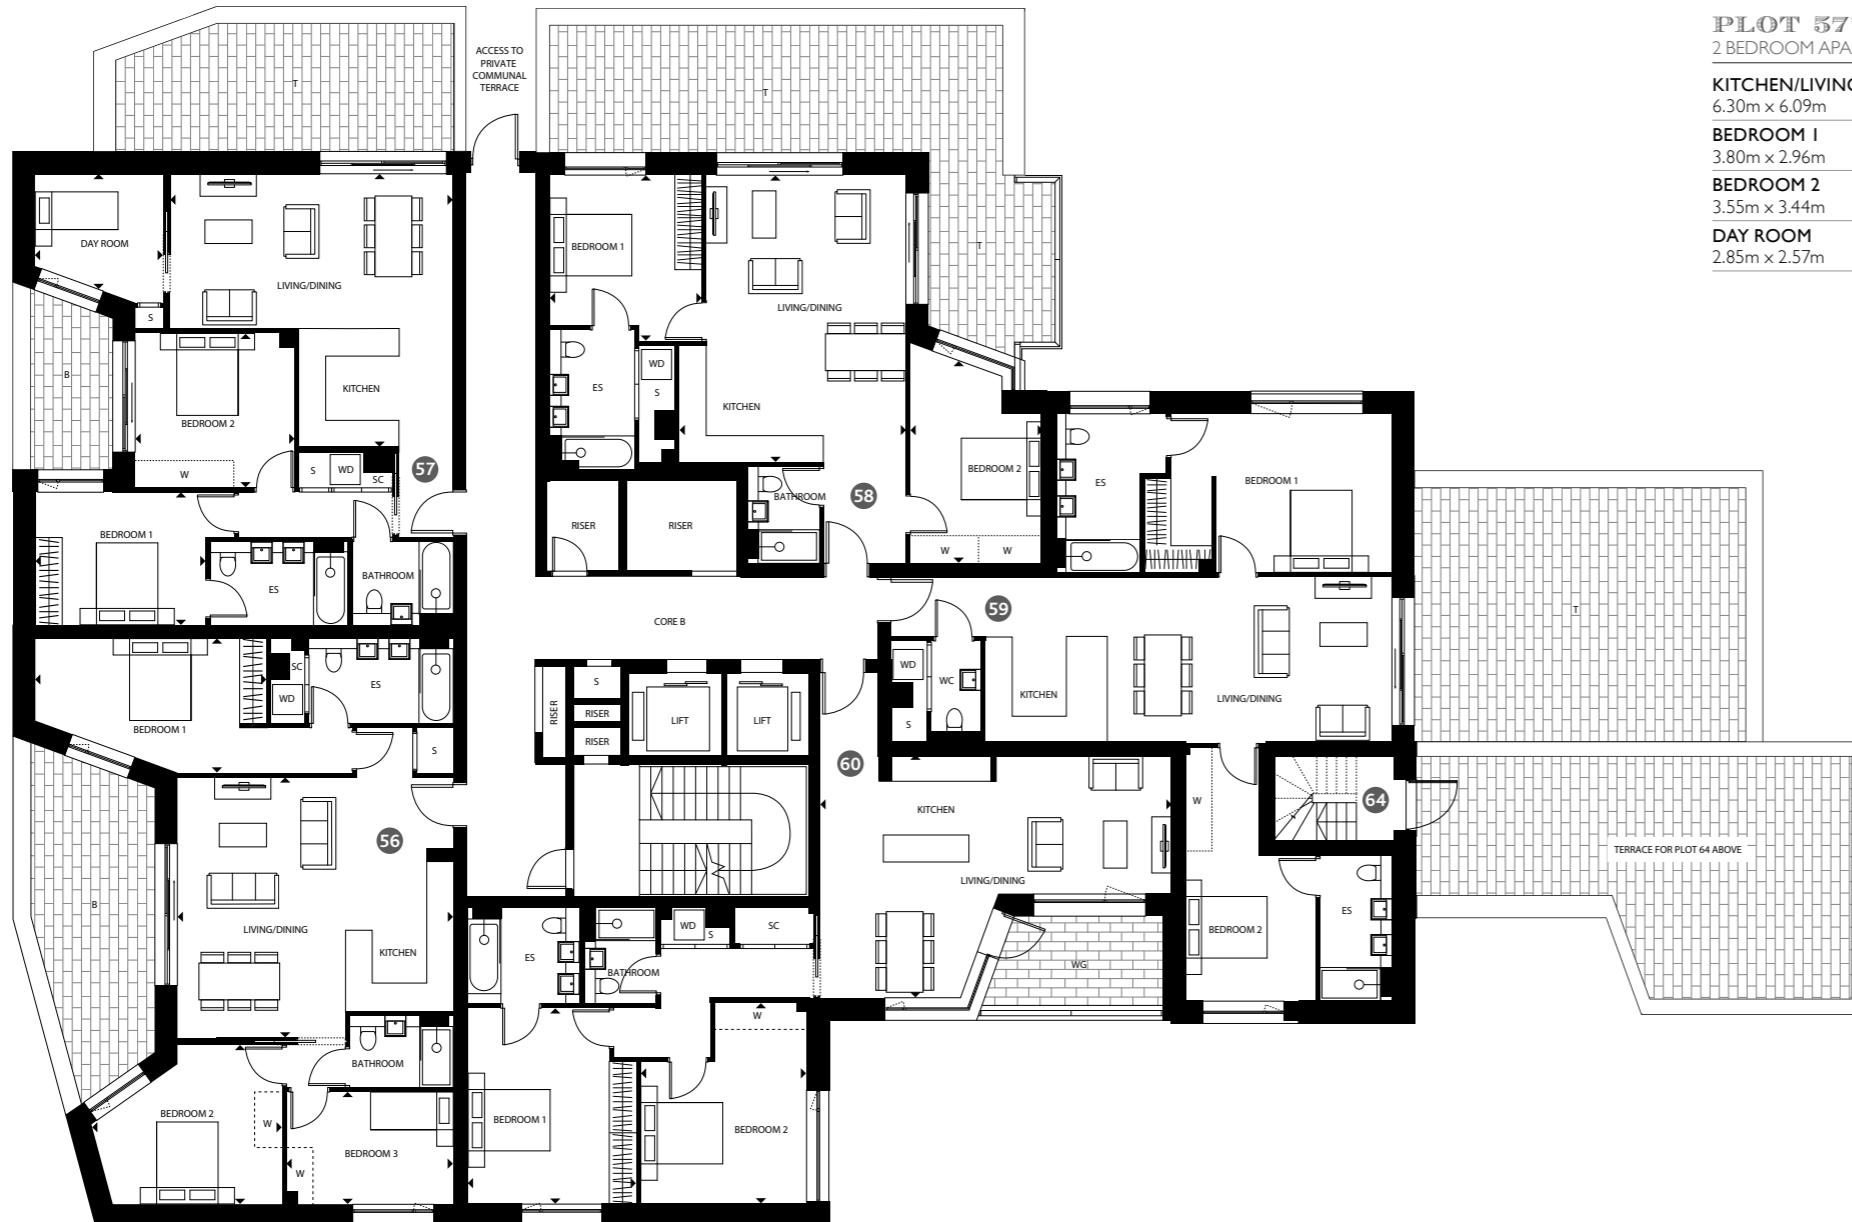 PLOT 57
2 BEDROOM APA
KITCHEN/LIVING
6.30m x 6.09m
BEDROOM 1
3.80m x 2.96m
BEDROOM 2
3.55m x 3.44m
DAY ROOM
2.85m x 2.57m
ACCESS TO
PRIVATE
COMMUNAL
TERRACE
T
T
T
DAY ROOM
LIVING/DINING
S
B
KITCHEN
BEDROOM 2
W
S
WD
SC
57
BEDROOM 1
ES
BATHROOM
BEDROOM 1
LIVING/DINING
WD
S
ES
KITCHEN
BEDROOM 2
BATHROOM
58
W
W
RISER
RISER
CORE B
ES
BEDROOM 1
59
T
WD
WC
S
KITCHEN
LIVING/DINING
SC
WD
ES
BEDROOM 1
S
RISER
S
RISER
RISER
LIFT
LIFT
60
KITCHEN
LIVING/DINING
WG
W
64
TERRACE FOR PLOT 64 ABOVE
BEDROOM 2
ES
56
B
LIVING/DINING
KITCHEN
BATHROOM
BEDROOM 2
W
W
BEDROOM 3
ES
BATHROOM
WD
S
SC
W
BEDROOM 1
BEDROOM 2